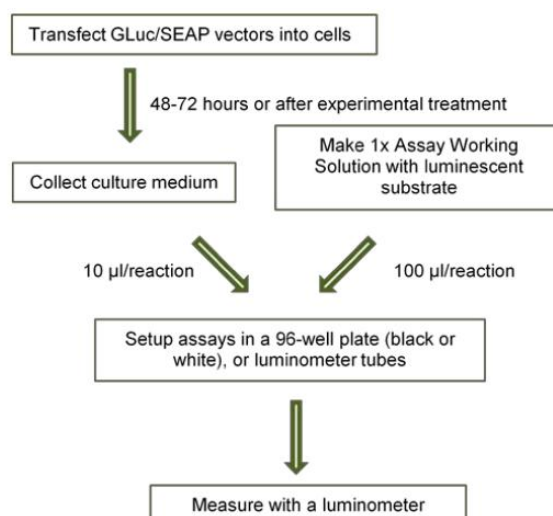 Transfect GLuc/SEAP vectors into cells
48-72 hours or after experimental treatment
Collect culture medium
Make 1x Assay Working
Solution with luminescent
substrate
10 µl/reaction
100 µl/reaction
Setup assays in a 96-well plate (black or
white), or luminometer tubes
Measure with a luminometer